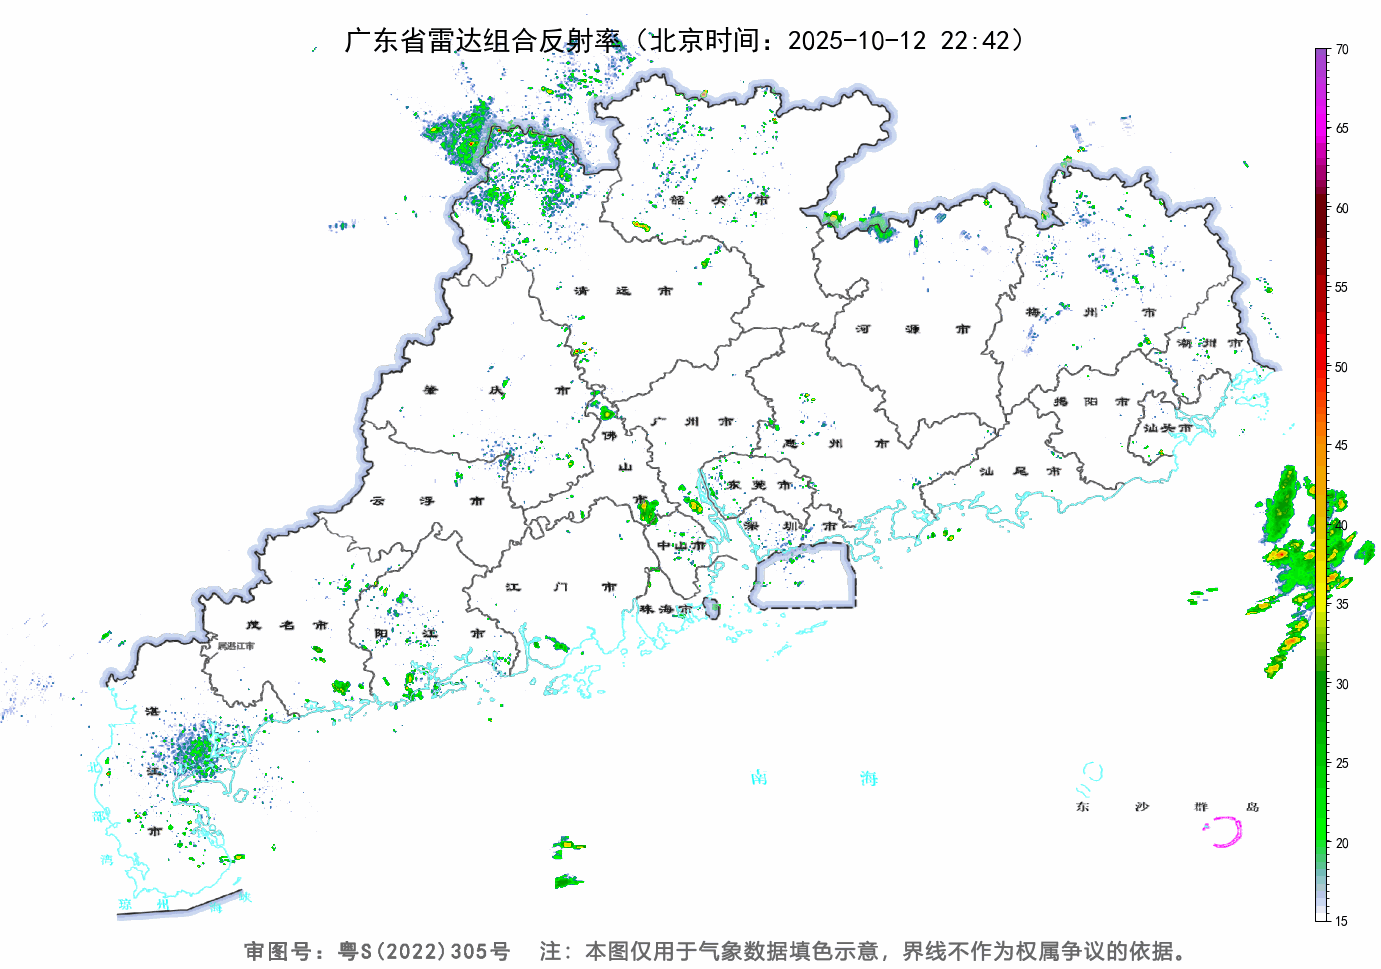 广东省雷达组合反射率（北京时间：2025-10-12 22:42）
70
65
60
55
50
45
40
35
30
25
20
15
韶关市
清远市
河源市
梅州市
潮州市
肇庆市
广州市
惠州市
揭阳市
汕头市
佛山市
云浮市
东莞市
汕尾市
深圳市
中山市
江门市
珠海市
茂名市
阳江市
属湛江市
湛江市
北部湾
南海
东沙群岛
琼州海峡
审图号：粤S(2022)305号 注：本图仅用于气象数据填色示意，界线不作为权属争议的依据。